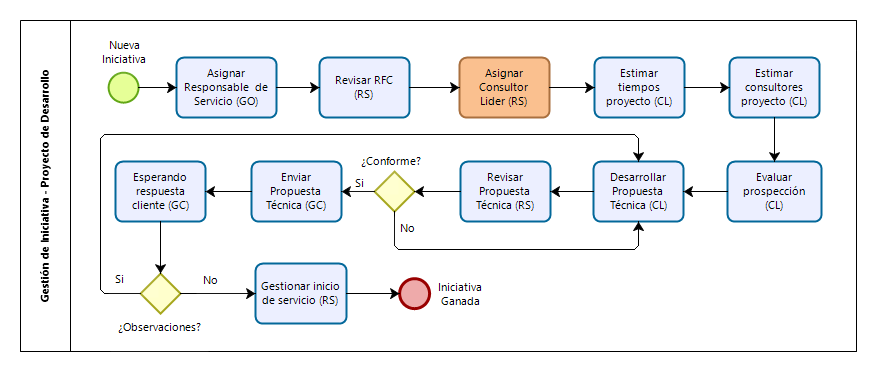 Gestión de Iniciativa - Proyecto de Desarrollo
Nueva
Iniciativa
Asignar
Responsable de
Servicio (GO)
Revisar RFC
(RS)
Asignar
Consultor
Lider (RS)
Estimar
tiempos
proyecto (CL)
Estimar
consultores
proyecto (CL)
Esperando
respuesta
cliente (GC)
Enviar
Propuesta
Técnica (GC)
Si
¿Conforme?
No
Revisar
Propuesta
Técnica (RS)
Desarrollar
Propuesta
Técnica (CL)
Evaluar
prospección
(CL)
Si
No
¿Observaciones?
Gestionar inicio
de servicio (RS)
Iniciativa
Ganada